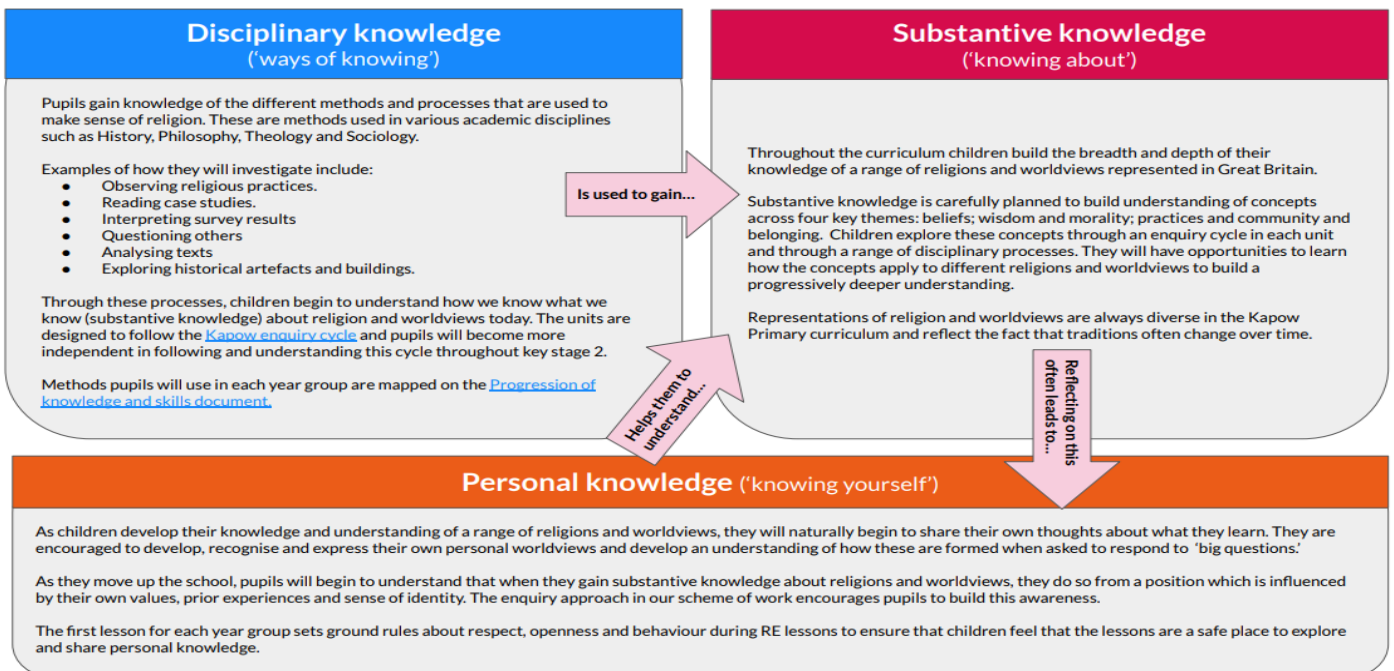 Disciplinary knowledge
('ways of knowing')
Pupils gain knowledge of the different methods and processes that are used to
make sense of religion. These are methods used in various academic disciplines
such as History, Philosophy, Theology and Sociology.
Examples of how they will investigate include:
● Observing religious practices.
● Reading case studies.
● Interpreting survey results
● Questioning others
● Analysing texts
● Exploring historical artefacts and buildings.
Through these processes, children begin to understand how we know what we
know (substantive knowledge) about religion and worldviews today. The units are
designed to follow the Kapow enquiry cycle and pupils will become more
independent in following and understanding this cycle throughout key stage 2.
Methods pupils will use in each year group are mapped on the Progression of
knowledge and skills document.
Is used to gain...
Substantive knowledge
('knowing about')
Throughout the curriculum children build the breadth and depth of their
knowledge of a range of religions and worldviews represented in Great Britain.
Substantive knowledge is carefully planned to build understanding of concepts
across four key themes: beliefs; wisdom and morality; practices and community and
belonging. Children explore these concepts through an enquiry cycle in each unit
and through a range of disciplinary processes. They will have opportunities to learn
how the concepts apply to different religions and worldviews to build a
progressively deeper understanding.
Representations of religion and worldviews are always diverse in the Kapow
Primary curriculum and reflect the fact that traditions often change over time.
Helps them to
understand...
Reflecting on this
often leads to...
Personal knowledge ('knowing yourself')
As children develop their knowledge and understanding of a range of religions and worldviews, they will naturally begin to share their own thoughts about what they learn. They are
encouraged to develop, recognise and express their own personal worldviews and develop an understanding of how these are formed when asked to respond to 'big questions.'
As they move up the school, pupils will begin to understand that when they gain substantive knowledge about religions and worldviews, they do so from a position which is influenced
by their own values, prior experiences and sense of identity. The enquiry approach in our scheme of work encourages pupils to build this awareness.
The first lesson for each year group sets ground rules about respect, openness and behaviour during RE lessons to ensure that children feel that the lessons are a safe place to explore
and share personal knowledge.